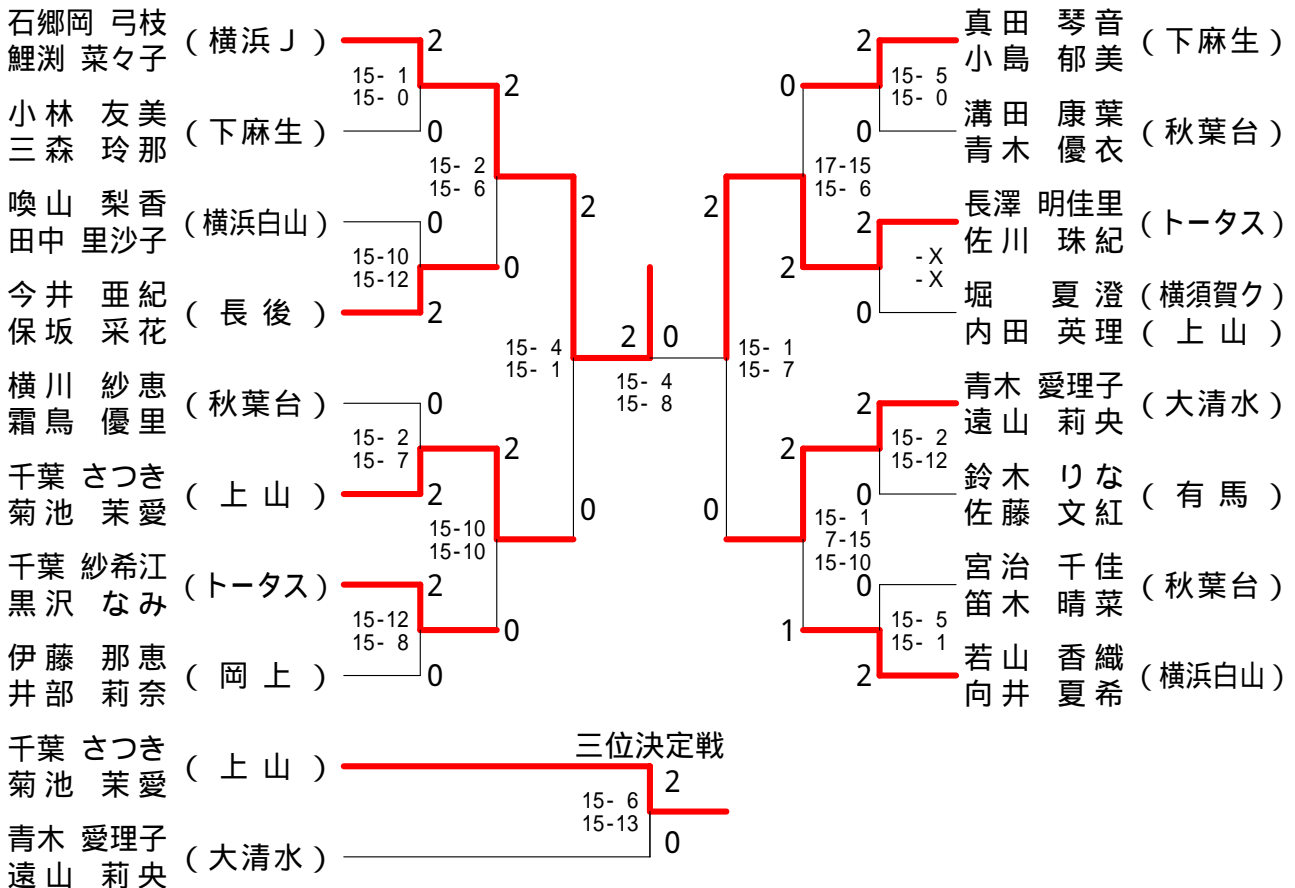 石郷岡 弓枝
鯉渕 菜々子
(横浜J)
2
15- 1
15- 0
小林 友美
三森 玲那
(下麻生)
0
2
15- 2
15- 6
喚山 梨香
田中 里沙子
(横浜白山)
0
15-10
15-12
今井 亜紀
保坂 采花
(長後)
2
0
2
15- 4
15- 1
横川 紗恵
霜鳥 優里
(秋葉台)
0
15- 2
15- 7
千葉 さつき
菊池 茉愛
(上山)
2
2
15-10
15-10
千葉 紗希江
黒沢 なみ
(トータス)
2
15-12
15- 8
伊藤 那恵
井部 莉奈
(岡上)
0
0
0
2 0
15- 4
15- 8
真田 琴音
小島 郁美
(下麻生)
2
15- 5
15- 0
溝田 康葉
青木 優衣
(秋葉台)
0
0
17-15
15- 6
長澤 明佳里
佐川 珠紀
(トータス)
2
- X
- X
堀 夏澄 (横須賀ク)
内田 英理 (上山)
0
2
2
15- 1
15- 7
青木 愛理子
遠山 莉央
(大清水)
2
15- 2
15-12
鈴木 りな
佐藤 文紅
(有馬)
0
2
15- 1
7-15
15-10
宮治 千佳
笛木 晴菜
(秋葉台)
0
15- 5
15- 1
若山 香織
向井 夏希
(横浜白山)
2
1
0
三位決定戦
千葉 さつき
菊池 茉愛
(上山)
2
15- 6
15-13
青木 愛理子
遠山 莉央
(大清水)
0